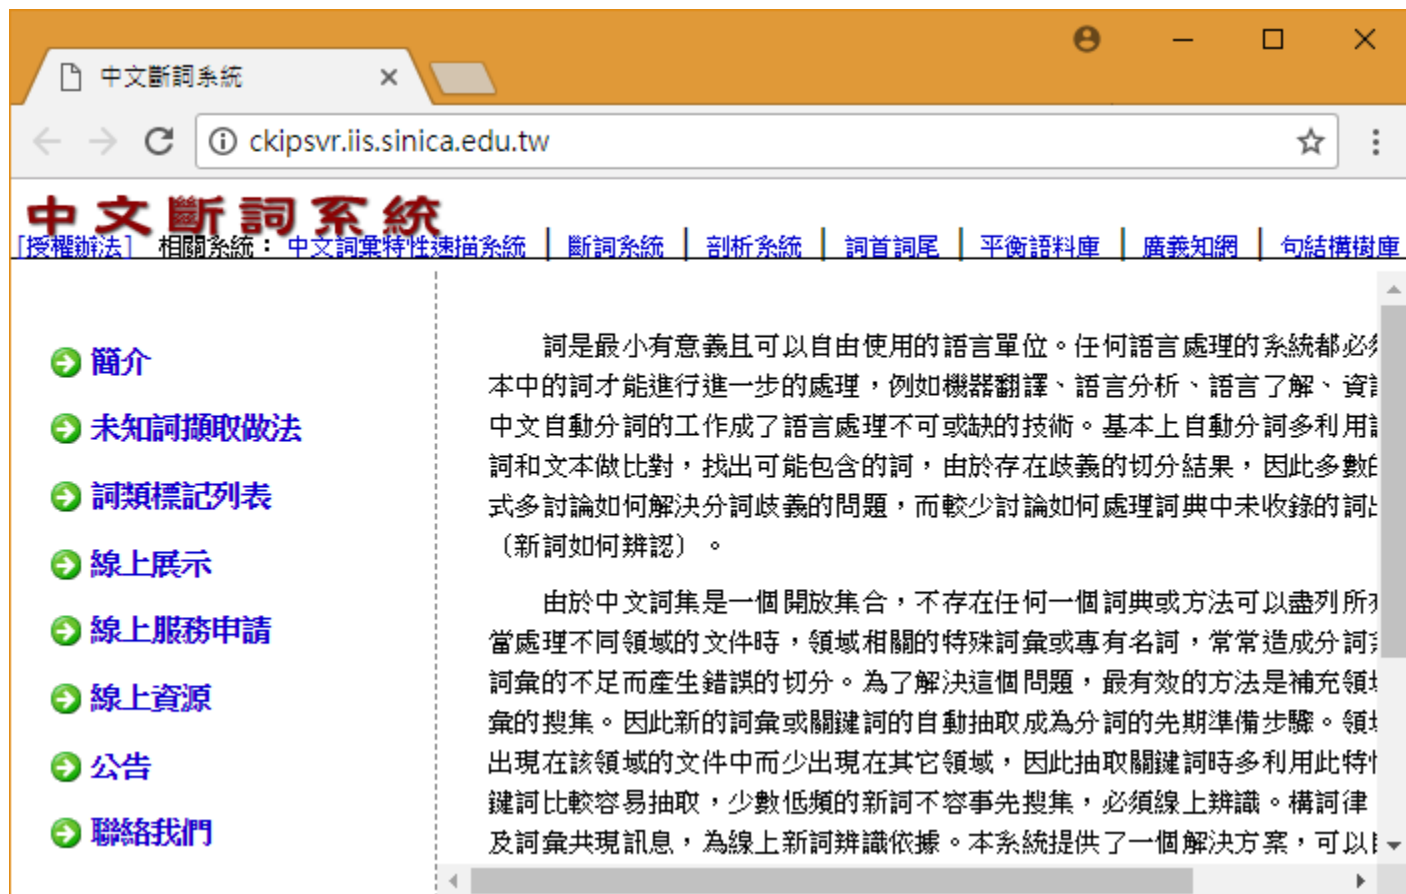 中文斷詞系統
ckipsvr.iis.sinica.edu.tw
中文斷詞系統
[授權辦法] 相關系統： 中文詞彙特性速描系統 | 斷詞系統 | 剖析系統 | 詞首詞尾 | 平衡語料庫 | 廣義知網 | 句結構樹庫
簡介
未知詞擷取做法
詞類標記列表
線上展示
線上服務申請
線上資源
公告
聯絡我們
詞是最小有意義且可以自由使用的語言單位。任何語言處理的系統都必
本中的詞才能進行進一步的處理，例如機器翻譯、語言分析、語言了解、資
中文自動分詞的工作成了語言處理不可或缺的技術。基本上自動分詞多利用
詞和文本做比對，找出可能包含的詞，由於存在歧義的切分結果，因此多數
式多討論如何解決分詞歧義的問題，而較少討論如何處理詞典中未收錄的詞
（新詞如何辨認）。
由於中文詞集是一個開放集合，不存在任何一個詞典或方法可以盡列所
當處理不同領域的文件時，領域相關的特殊詞彙或專有名詞，常常造成分詞
詞彙的不足而產生錯誤的切分。為了解決這個問題，最有效的方法是補充領
彙的搜集。因此新的詞彙或關鍵詞的自動抽取成為分詞的先期準備步驟。領
出現在該領域的文件中而少出現在其它領域，因此抽取關鍵詞時多利用此特
鍵詞比較容易抽取，少數低頻的新詞不容事先搜集，必須線上辨識。構詞律
及詞彙共現訊息，為線上新詞辨識依據。本系統提供了一個解決方案，可以